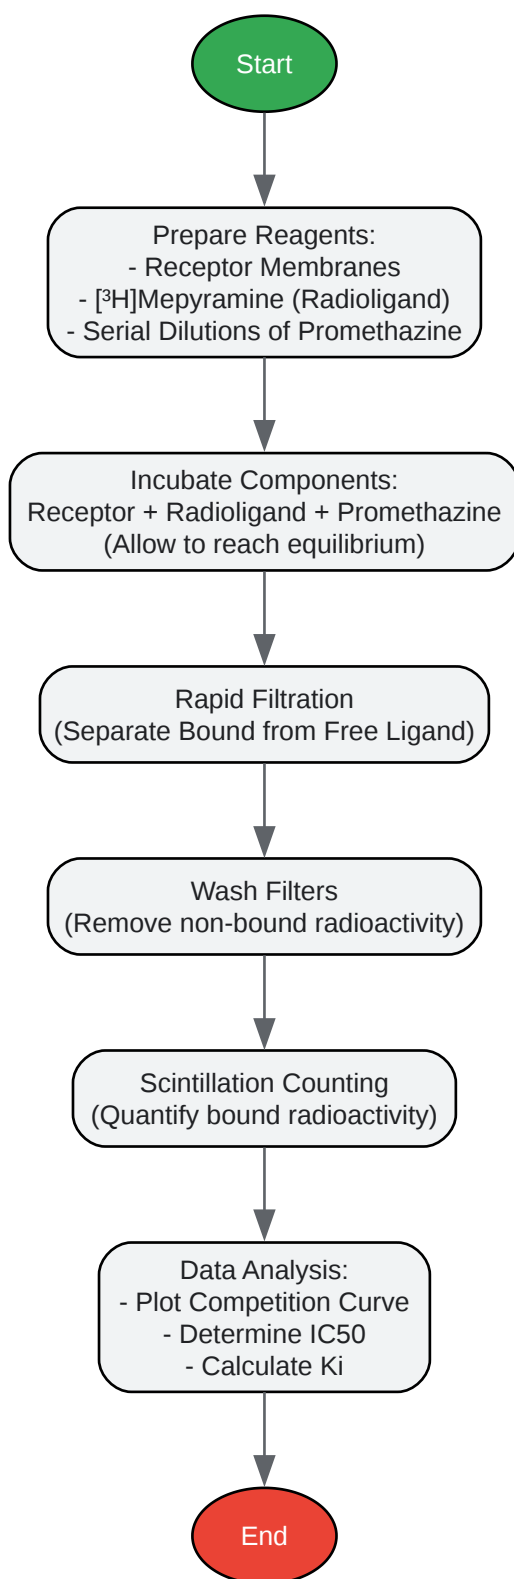 Start
Prepare Reagents:
- Receptor Membranes
- [³H]Mepyramine (Radioligand)
- Serial Dilutions of Promethazine
Incubate Components:
Receptor + Radioligand + Promethazine
(Allow to reach equilibrium)
Rapid Filtration
(Separate Bound from Free Ligand)
Wash Filters
(Remove non-bound radioactivity)
Scintillation Counting
(Quantify bound radioactivity)
Data Analysis:
- Plot Competition Curve
- Determine IC50
- Calculate Ki
End